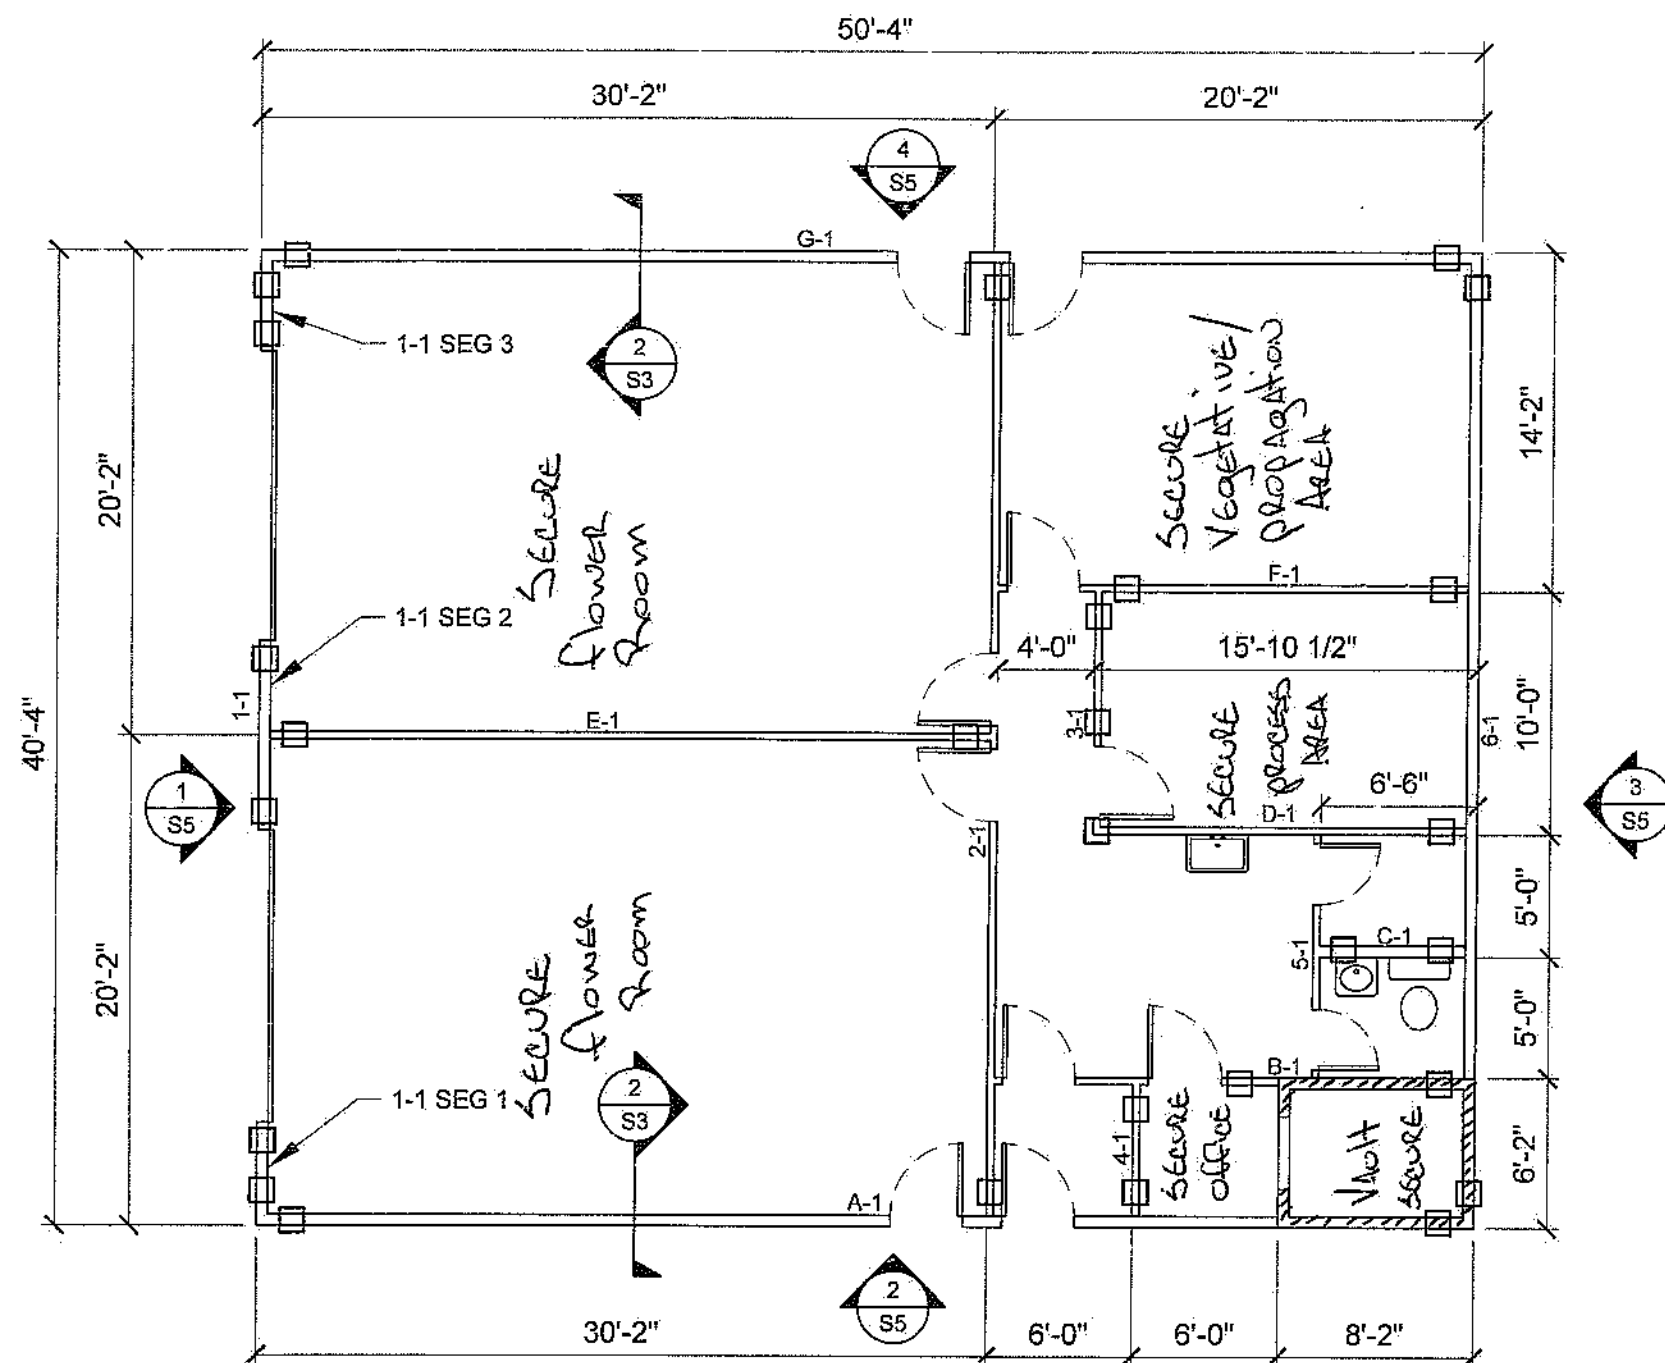 50'-4"
30'-2"
20'-2"
4
S5
G-1
1-1 SEG 3
2
S3
SECURE
VEGETATIVE/
PROPAGATION
AREA
14'-2"
20'-2"
SECURE
FLOWER
ROOM
F-1
1-1 SEG 2
4'-0"
15'-10 1/2"
40'-4"
1-1
E-1
3-1
SECURE
PROCESS
AREA
6-1
10'-0"
6'-6"
1
S5
D-1
3
S5
2-1
5'-0"
20'-2"
SECURE
FLOWER
ROOM
5-1
C-1
5'-0"
B-1
1-1 SEG 1
2
S3
4-1
SECURE
OFFICE
VAULT
SECURE
6'-2"
A-1
2
S5
30'-2"
6'-0"
6'-0"
8'-2"